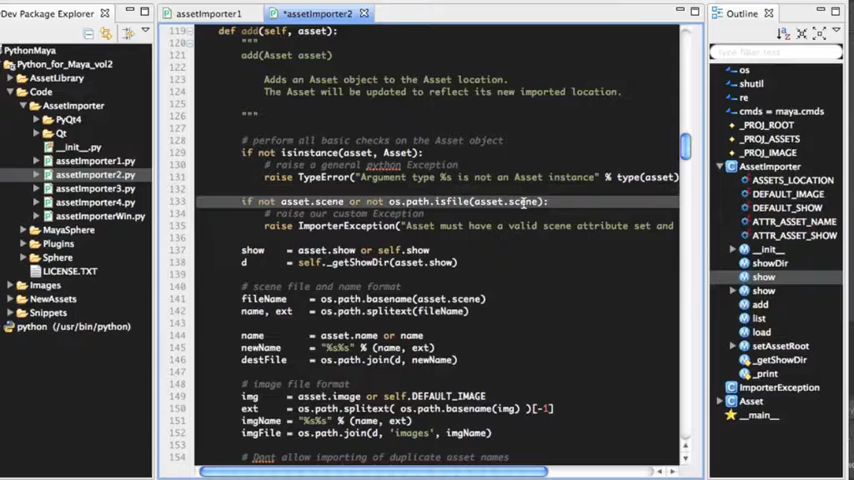 Dev Package Explorer
PythonMaya
Python_for_Maya_vol2
AssetLibrary
Code
AssetImporter
PyQt4
Qt
__init__.py
assetImporter1.py
assetImporter2.py
assetImporter3.py
assetImporter4.py
assetImporterWin.py
MayaSphere
Plugins
Sphere
LICENSE.TXT
Images
NewAssets
Snippets
python (/usr/bin/python)
assetImporter1
*assetImporter2
119 def add(self, asset):
120 """
121 add(Asset asset)
122
123 Adds an Asset object to the Asset location.
124 The Asset will be updated to reflect its new imported location.
125
126 """
127
128 # perform all basic checks on the Asset object
129 if not isinstance(asset, Asset):
130 # raise a general python Exception
131 raise TypeError("Argument type %s is not an Asset instance" % type(asset)
132
133 if not asset.scene or not os.path.isfile(asset.scene):
134 # raise our custom Exception
135 raise ImporterException("Asset must have a valid scene attribute set and
136
137 show = asset.show or self.show
138 d = self._getShowDir(asset.show)
139
140 # scene file and name format
141 fileName = os.path.basename(asset.scene)
142 name, ext = os.path.splitext(fileName)
143
144 name = asset.name or name
145 newName = "%s%s" % (name, ext)
146 destFile = os.path.join(d, newName)
147
148 # image file format
149 img = asset.image or self.DEFAULT_IMAGE
150 ext = os.path.splitext( os.path.basename(img) )[-1]
151 imgName = "%s%s" % (name, ext)
152 imgFile = os.path.join(d, 'images', imgName)
153
154 # Dont allow importing of duplicate asset names
Outline
os
shutil
re
cmds = maya.cmds
_PROJ_ROOT
_PROJ_ASSETS
_PROJ_IMAGE
AssetImporter
ASSETS_LOCATION
DEFAULT_IMAGE
DEFAULT_SHOW
ATTR_ASSET_NAME
ATTR_ASSET_SHOW
__init__
showDir
show
show
add
list
load
setAssetRoot
_getShowDir
_print
ImporterException
Asset
__main__